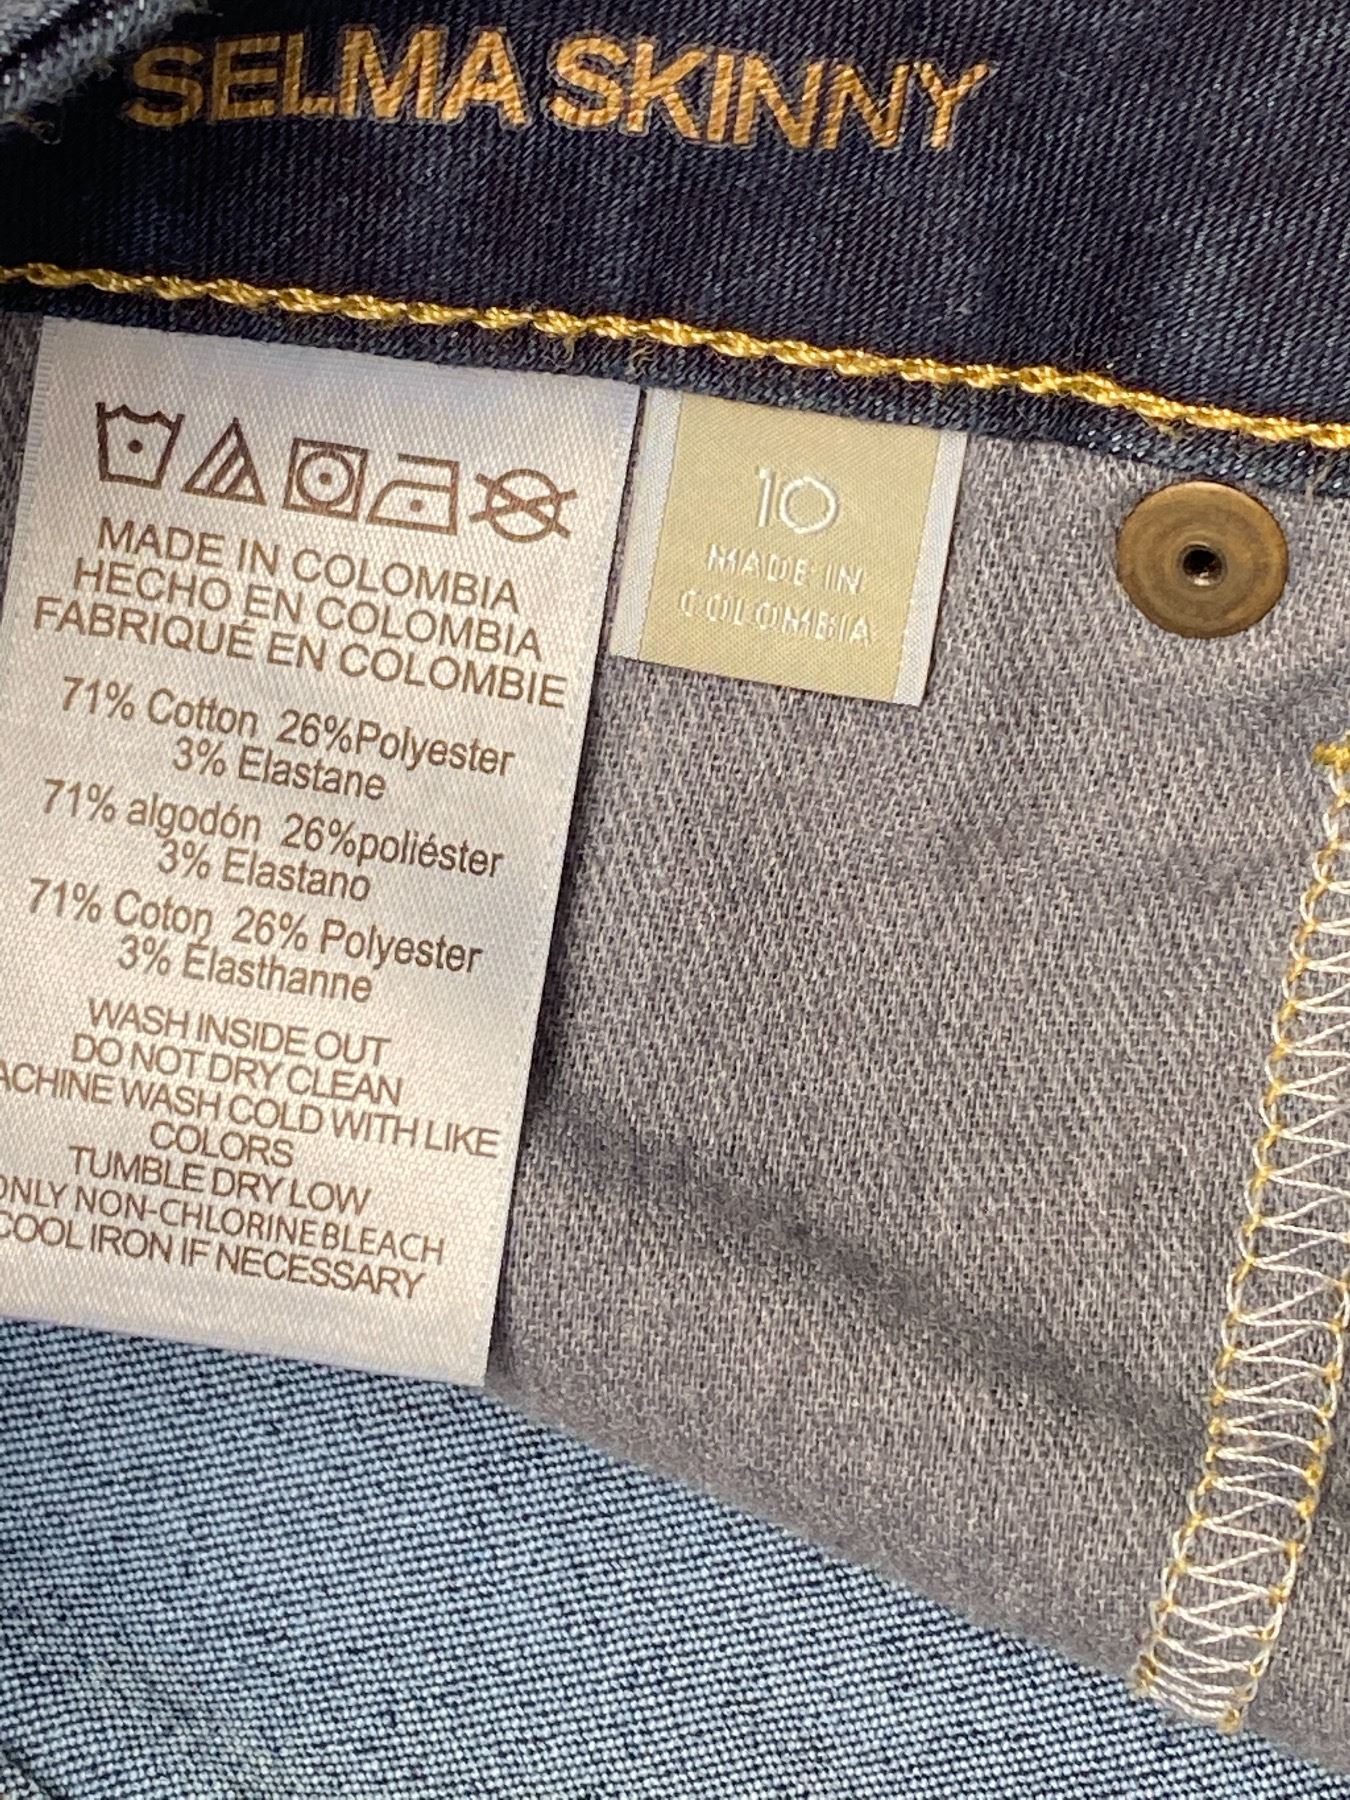 SELMA SKINNY
MADE IN COLOMBIA
HECHO EN COLOMBIA
FABRIQUÉ EN COLOMBIE
71% Cotton 26%Polyester
3% Elastane
71% algodón 26%poliéster
3% Elastano
71% Coton 26% Polyester
3% Élasthanne
WASH INSIDE OUT
DO NOT DRY CLEAN
ACHINE WASH COLD WITH LIKE
COLORS
TUMBLE DRY LOW
ONLY NON-CHLORINE BLEACH
COOL IRON IF NECESSARY
10
MADE IN
COLOMBIA